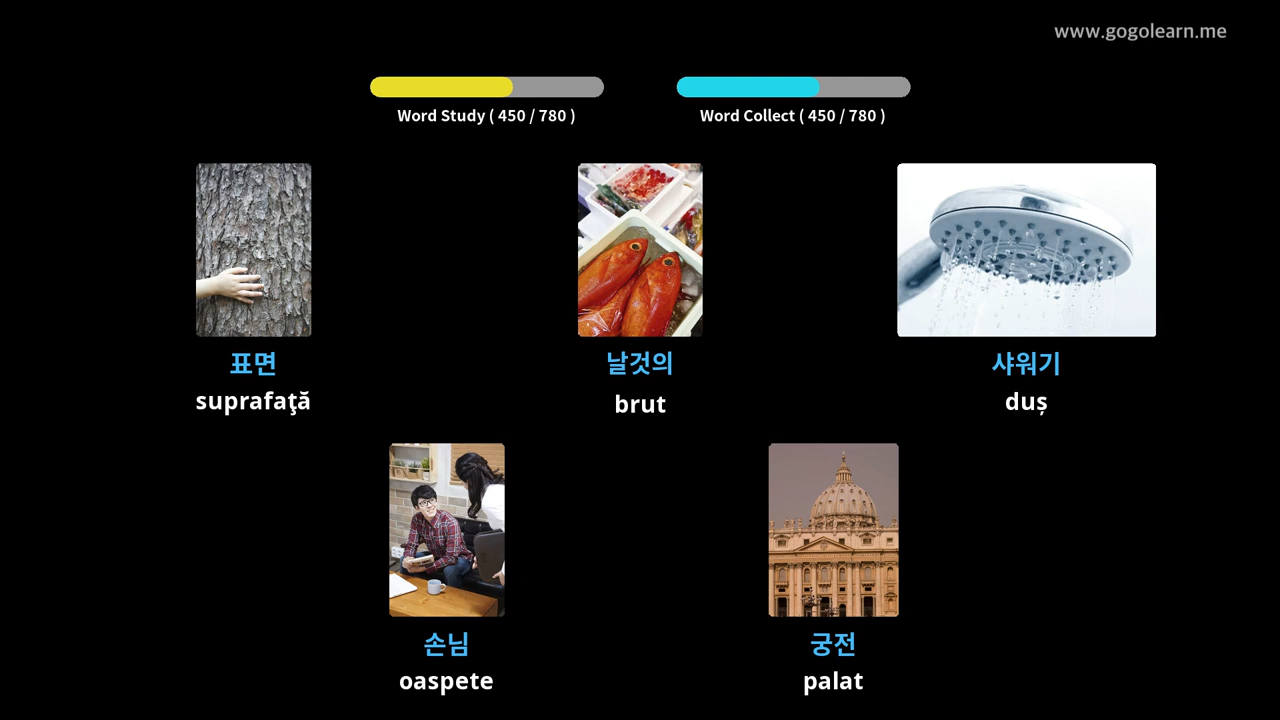 www.gogolearn.me
Word Study ( 450 / 780 )
Word Collect ( 450 / 780 )
표면
suprafaţă
날것의
brut
샤워기
duș
손님
oaspete
궁전
palat